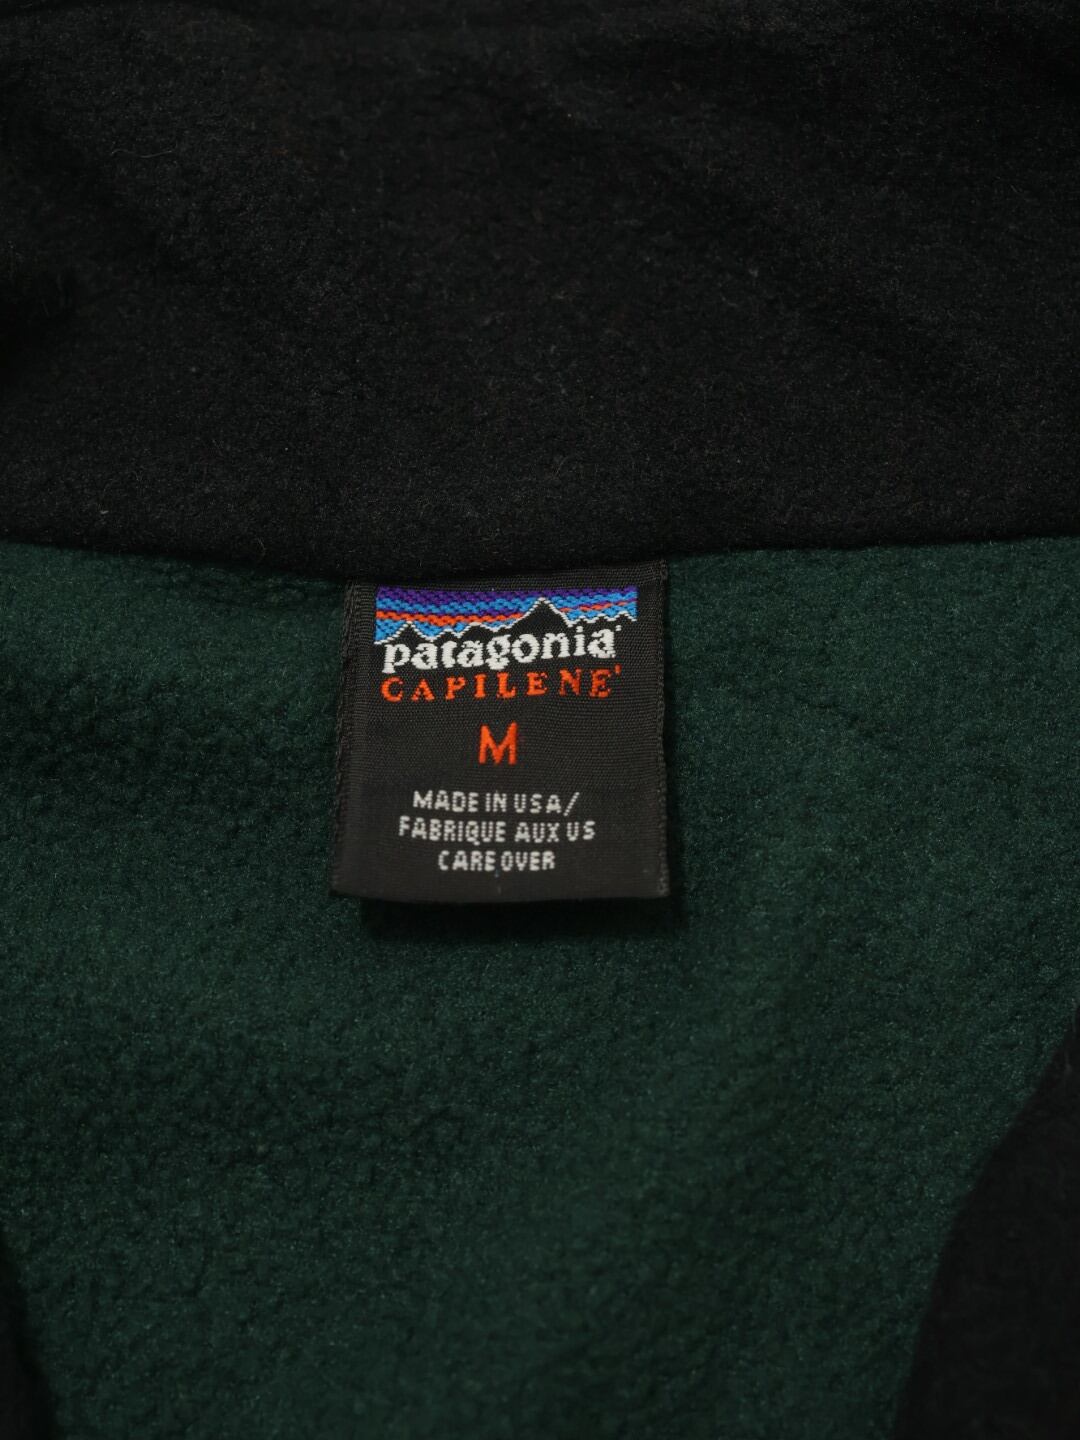 patagonia
CAPILENE
M
MADE IN USA/
FABRIQUE AUX US
CARE OVER